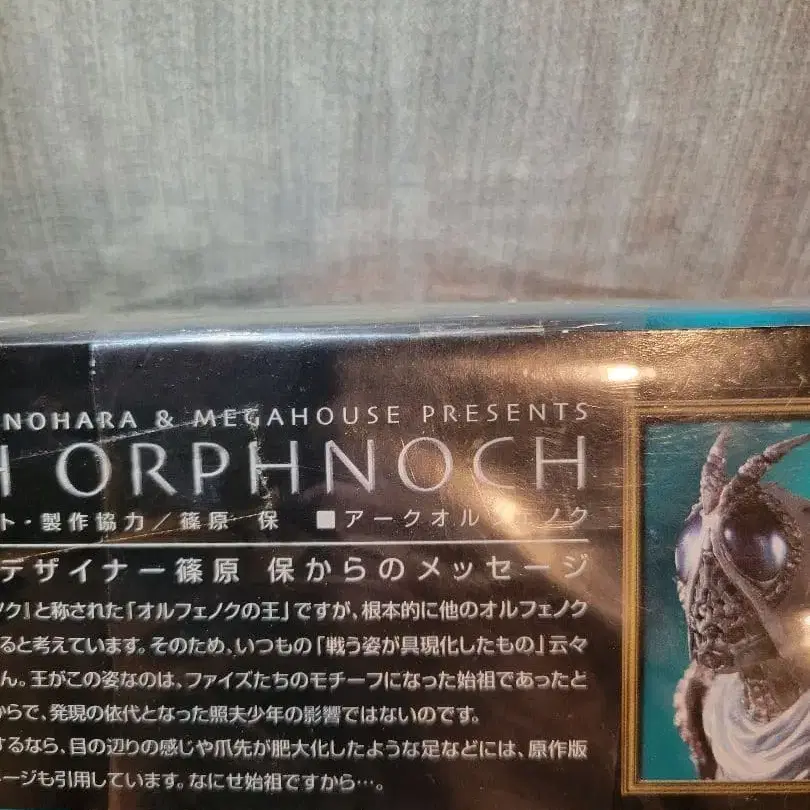 NOHARA & MEGAHOUSE PRESENTS
H ORPHNOCH
ト・製作協力／篠原 保 ■アークオルフェノク
デザイナー篠原 保からのメッセージ
ノク」と称された「オルフェノクの王」ですが、根本的に他のオルフェノク
ると考えています。そのため、いつもの「戦う姿が具現化したもの」云々
ん。王がこの姿なのは、ファイズたちのモチーフになった始祖であったと
からで、発現の依代となった照夫少年の影響ではないのです。
するなら、目の辺りの感じや爪先が肥大化したような足などには、原作版
ージも引用しています。なにせ始祖ですから…。